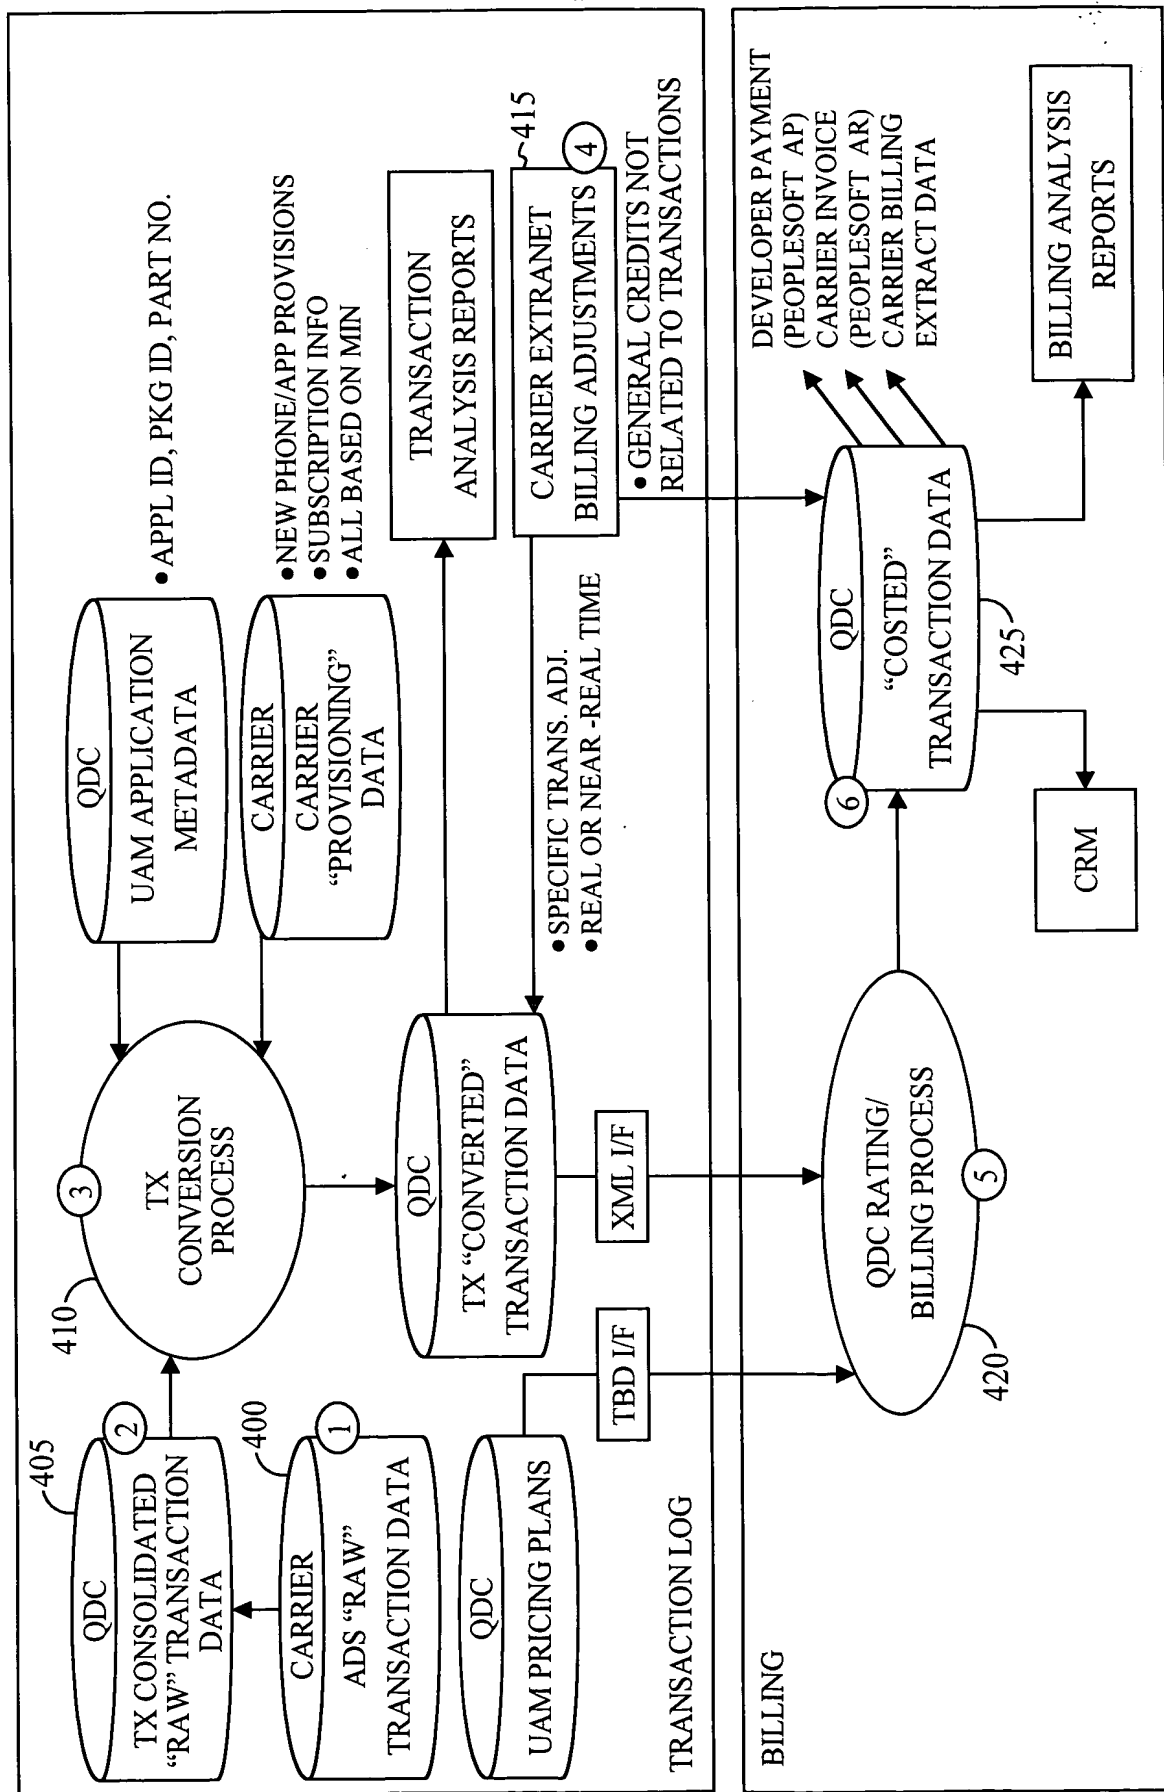 405
QDC
TX CONSOLIDATED
“RAW” TRANSACTION
DATA
2
400
CARRIER
ADS “RAW”
TRANSACTION DATA
1
QDC
UAM PRICING PLANS
TRANSACTION LOG
410
3
TX
CONVERSION
PROCESS
QDC
TX “CONVERTED”
TRANSACTION DATA
TBD I/F
XML I/F
QDC
UAM APPLICATION
METADATA
• APPL ID, PKG ID, PART NO.
CARRIER
CARRIER
“PROVISIONING”
DATA
• NEW PHONE/APP PROVISIONS
• SUBSCRIPTION INFO
• ALL BASED ON MIN
TRANSACTION
ANALYSIS REPORTS
415
CARRIER EXTRANET
BILLING ADJUSTMENTS
4
• SPECIFIC TRANS. ADJ.
• REAL OR NEAR -REAL TIME
• GENERAL CREDITS NOT
RELATED TO TRANSACTIONS
BILLING
QDC RATING/
BILLING PROCESS
5
420
6
QDC
“COSTED”
TRANSACTION DATA
425
CRM
DEVELOPER PAYMENT
(PEOPLESOFT AP)
CARRIER INVOICE
(PEOPLESOFT AR)
CARRIER BILLING
EXTRACT DATA
BILLING ANALYSIS
REPORTS